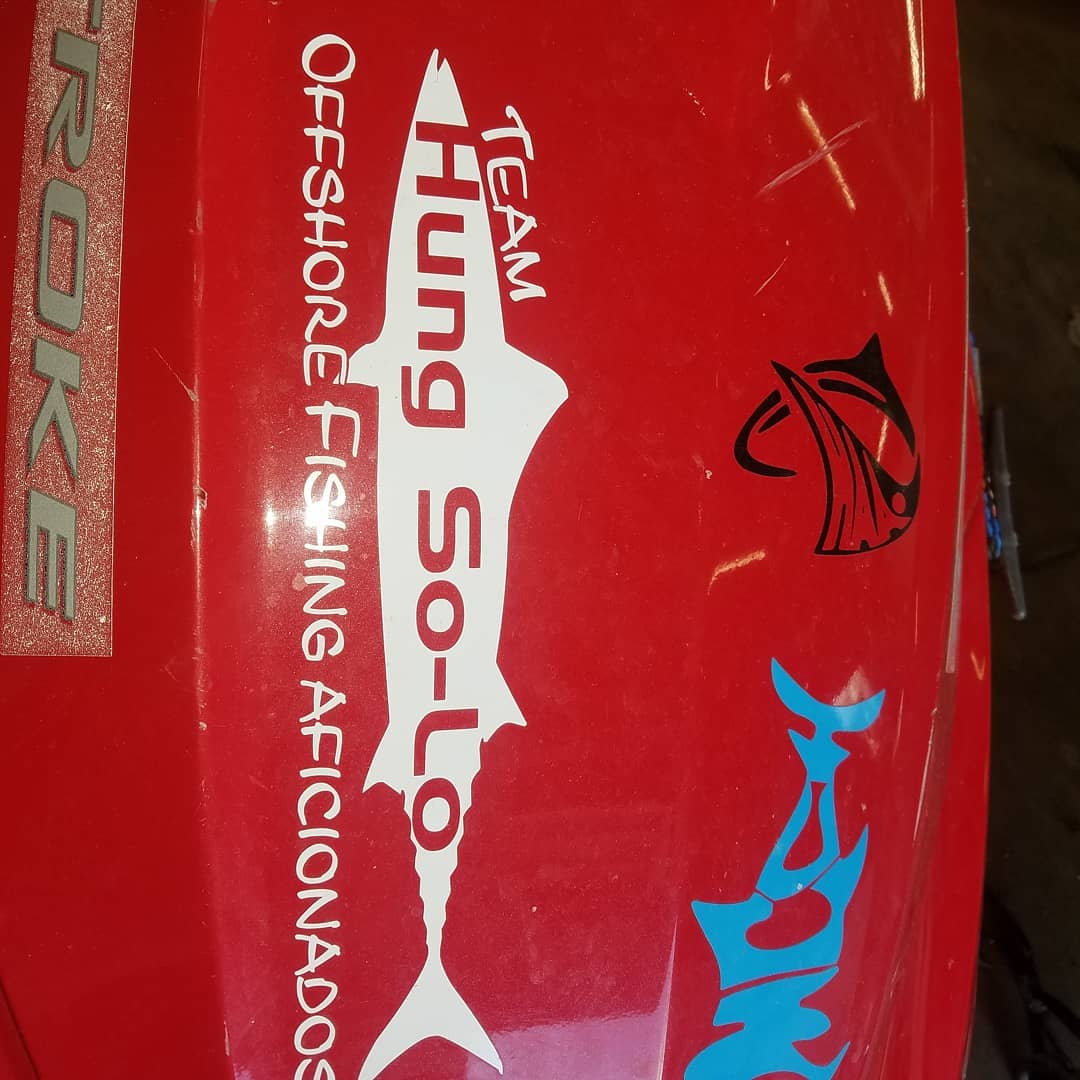 TEAM
Hung So-Lo
OFFSHORE FISHING AFICIONADOS
ROKE